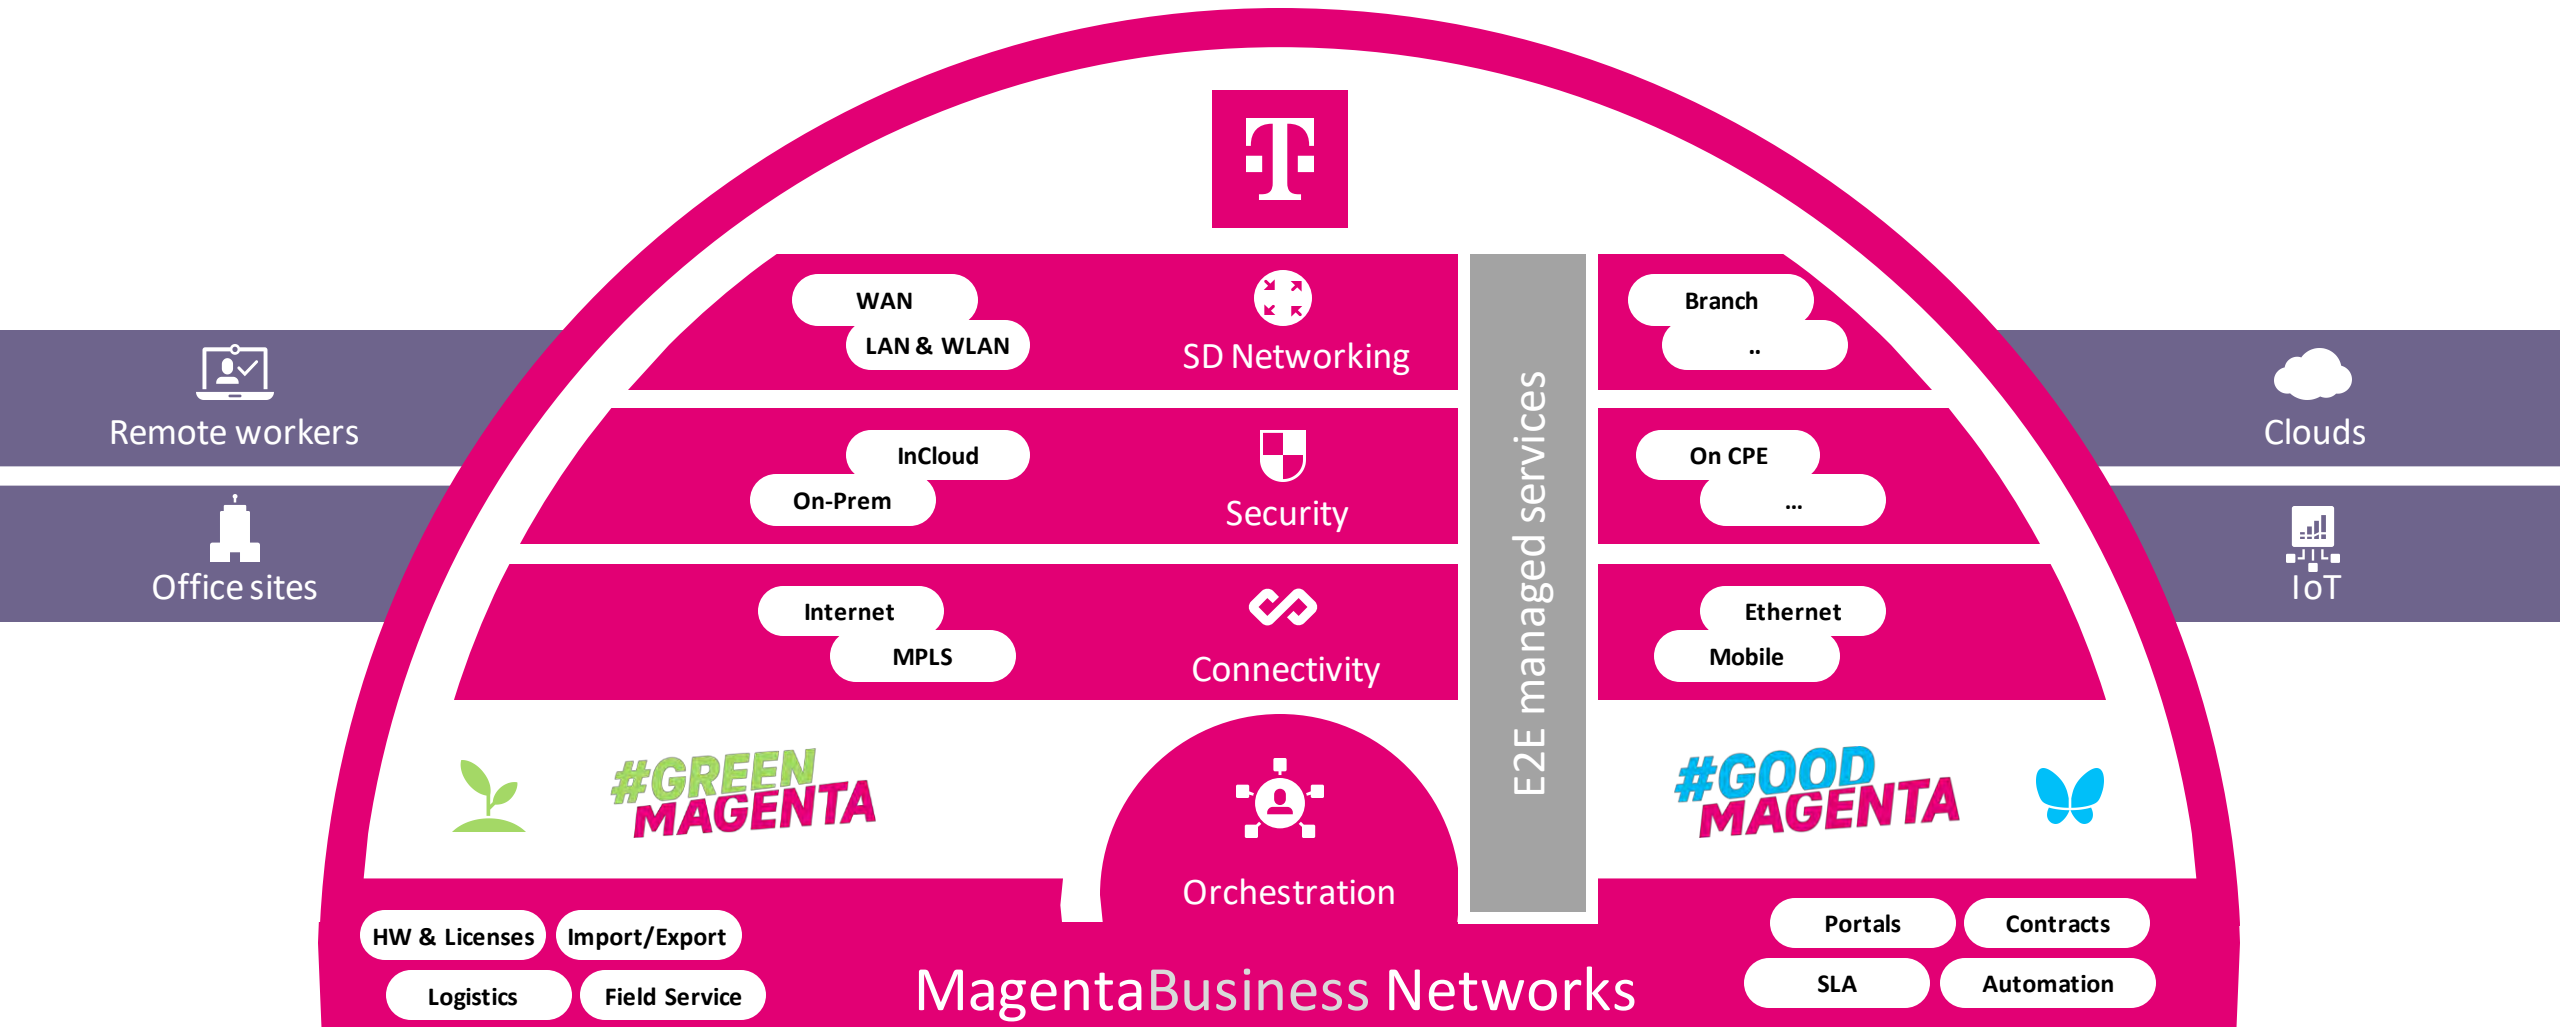 T
WAN
LAN & WLAN
SD Networking
Branch
..
Remote workers
Clouds
InCloud
On-Prem
Security
On CPE
...
Office sites
IoT
Internet
MPLS
Connectivity
Ethernet
Mobile
E2E managed services
#GREEN
MAGENTA
#GOOD
MAGENTA
Orchestration
HW & Licenses
Import/Export
Logistics
Field Service
MagentaBusiness Networks
Portals
Contracts
SLA
Automation